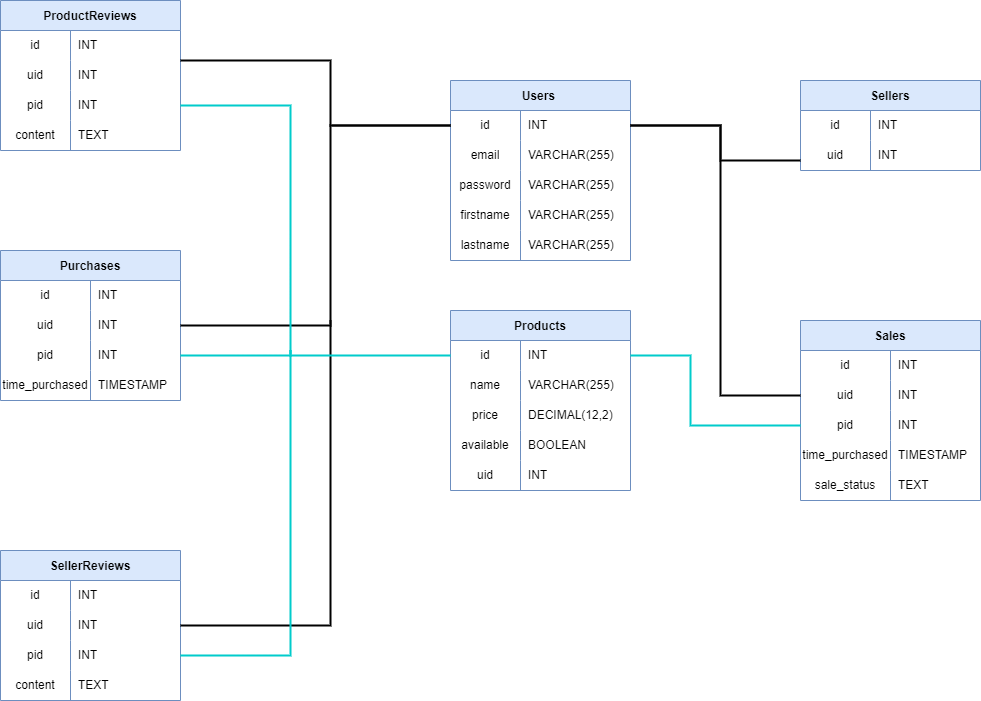 ProductReviews
id INT
uid INT
pid INT
content TEXT
Users
id INT
email VARCHAR(255)
password VARCHAR(255)
firstname VARCHAR(255)
lastname VARCHAR(255)
Sellers
id INT
uid INT
Purchases
id INT
uid INT
pid INT
time_purchased TIMESTAMP
Products
id INT
name VARCHAR(255)
price DECIMAL(12,2)
available BOOLEAN
uid INT
Sales
id INT
uid INT
pid INT
time_purchased TIMESTAMP
sale_status TEXT
SellerReviews
id INT
uid INT
pid INT
content TEXT